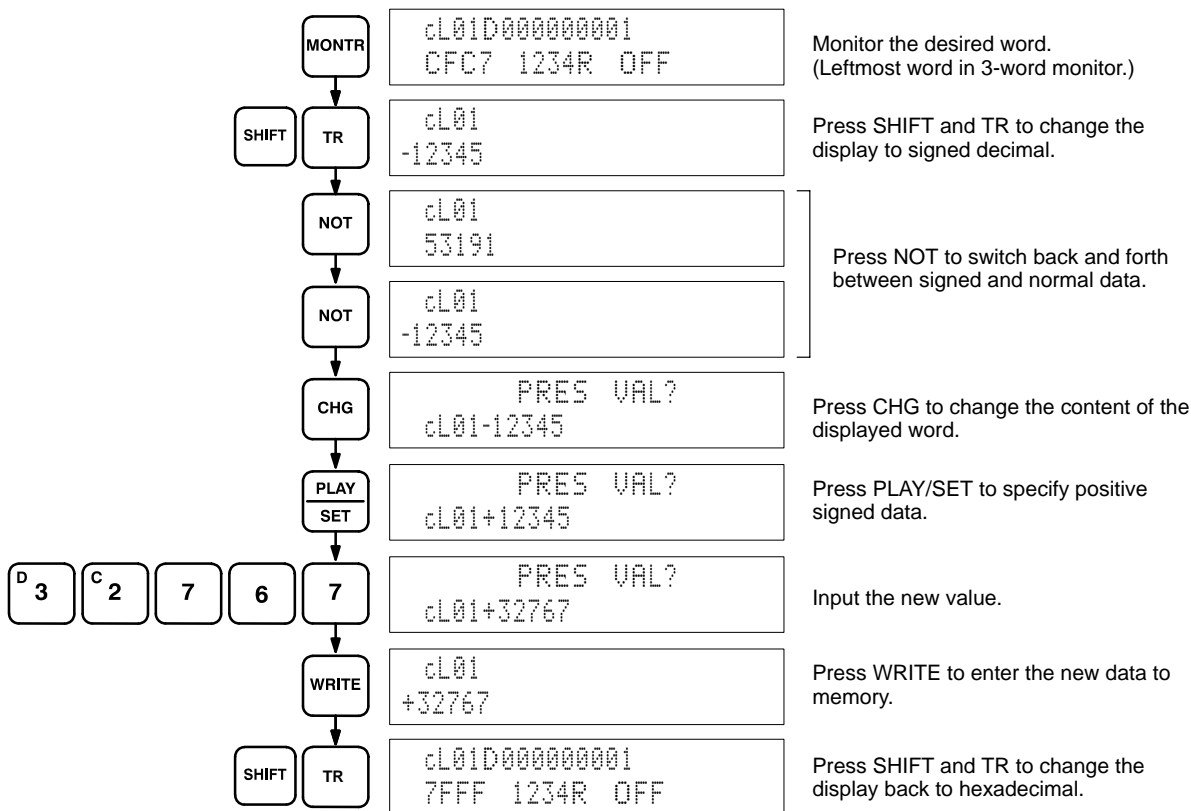 MONTR
cL01D000000001
CFC7 1234R OFF
Monitor the desired word.
(Leftmost word in 3-word monitor.)
SHIFT TR
cL01
-12345
Press SHIFT and TR to change the
display to signed decimal.
NOT
cL01
53191
NOT
cL01
-12345
Press NOT to switch back and forth
between signed and normal data.
CHG
PRES VAL?
cL01-12345
Press CHG to change the content of the
displayed word.
PLAY
SET
PRES VAL?
cL01+12345
Press PLAY/SET to specify positive
signed data.
D 3 C 2 7 6 7
PRES VAL?
cL01+32767
Input the new value.
WRITE
cL01
+32767
Press WRITE to enter the new data to
memory.
SHIFT TR
cL01D000000001
7FFF 1234R OFF
Press SHIFT and TR to change the
display back to hexadecimal.